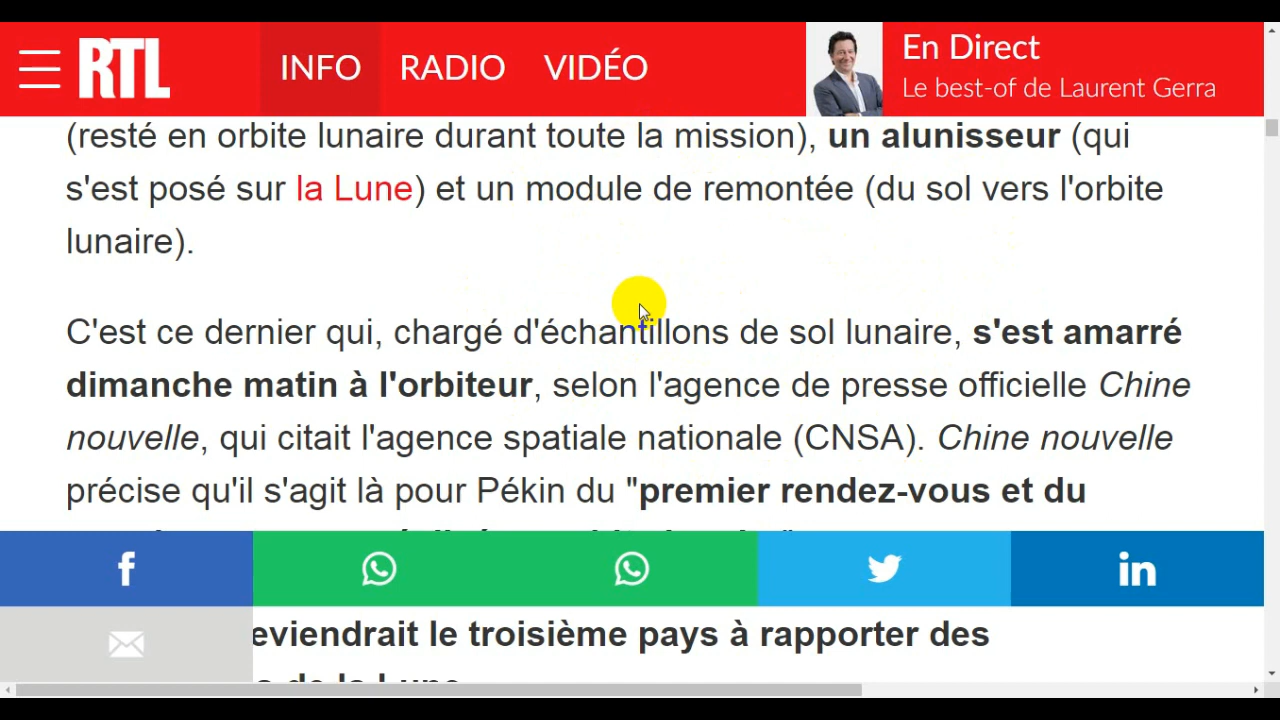 RTL
INFO
RADIO
VIDÉO
En Direct
Le best-of de Laurent Gerra
(resté en orbite lunaire durant toute la mission), un alunisseur (qui
s'est posé sur la Lune) et un module de remontée (du sol vers l'orbite
lunaire).
C'est ce dernier qui, chargé d'échantillons de sol lunaire, s'est amarré
dimanche matin à l'orbiteur, selon l'agence de presse officielle Chine
nouvelle, qui citait l'agence spatiale nationale (CNSA). Chine nouvelle
précise qu'il s'agit là pour Pékin du "premier rendez-vous et du
f
in
eviendrait le troisième pays à rapporter des
de la Lune